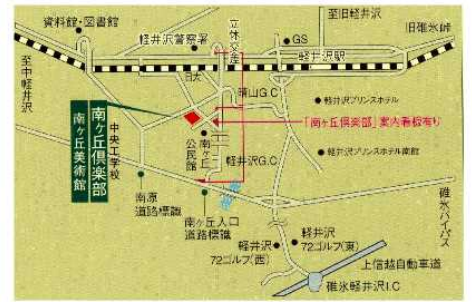 資料館・図書館
軽井沢警察署
立体交差
GS
至旧軽井沢
至旧碓氷峠
軽井沢駅
至中軽井沢
日大
晴山G.C
軽井沢プリンスホテル
「南ヶ丘倶楽部」案内看板有り
軽井沢プリンスホテル南館
南ヶ丘倶楽部
南ヶ丘美術館
中央工学校
南ヶ丘
公民館
軽井沢G.C
南原
道路標識
南ヶ丘入口
道路標識
碓氷バイパス
軽井沢
72ゴルフ(西)
軽井沢
72ゴルフ(東)
上信越自動車道
碓氷軽井沢I.C